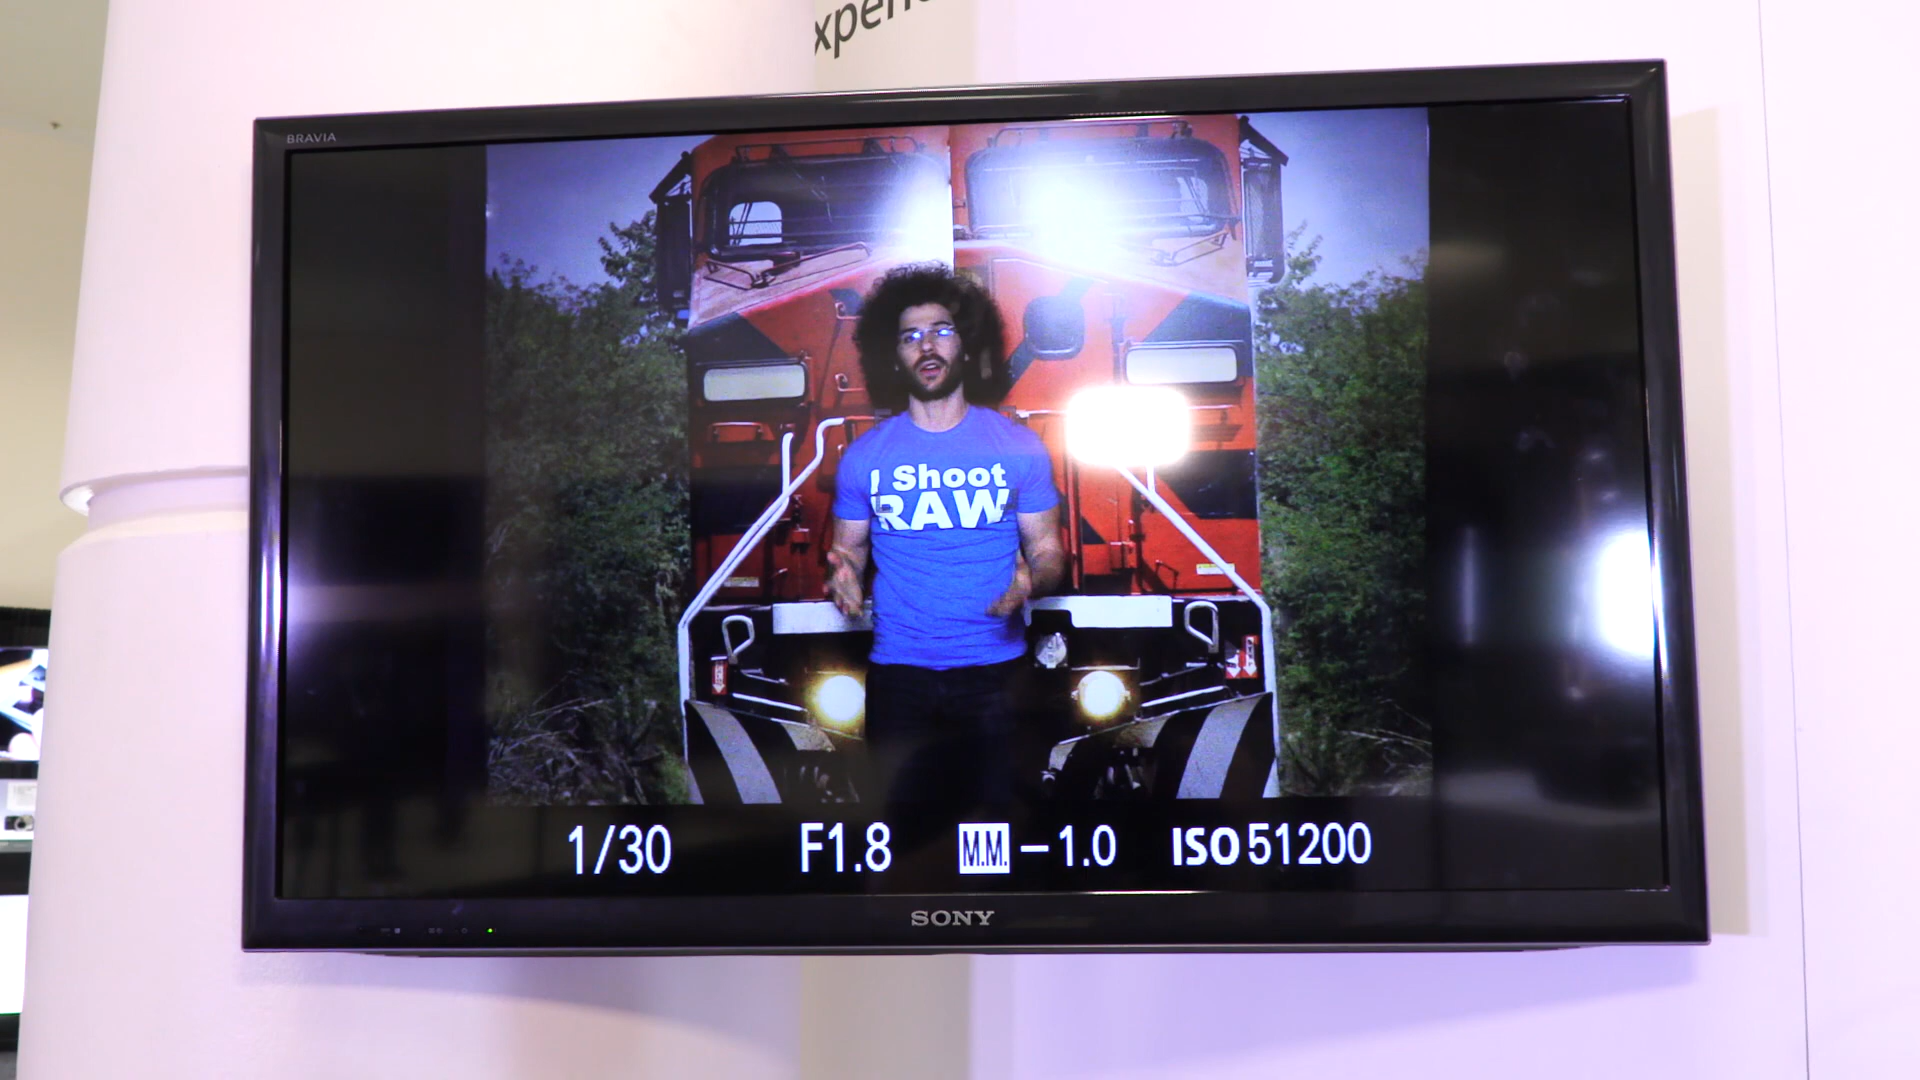 xpen
BRAVIA
I Shoot
RAW
1/30 F1.8 M.M. −1.0 ISO 51200
SONY